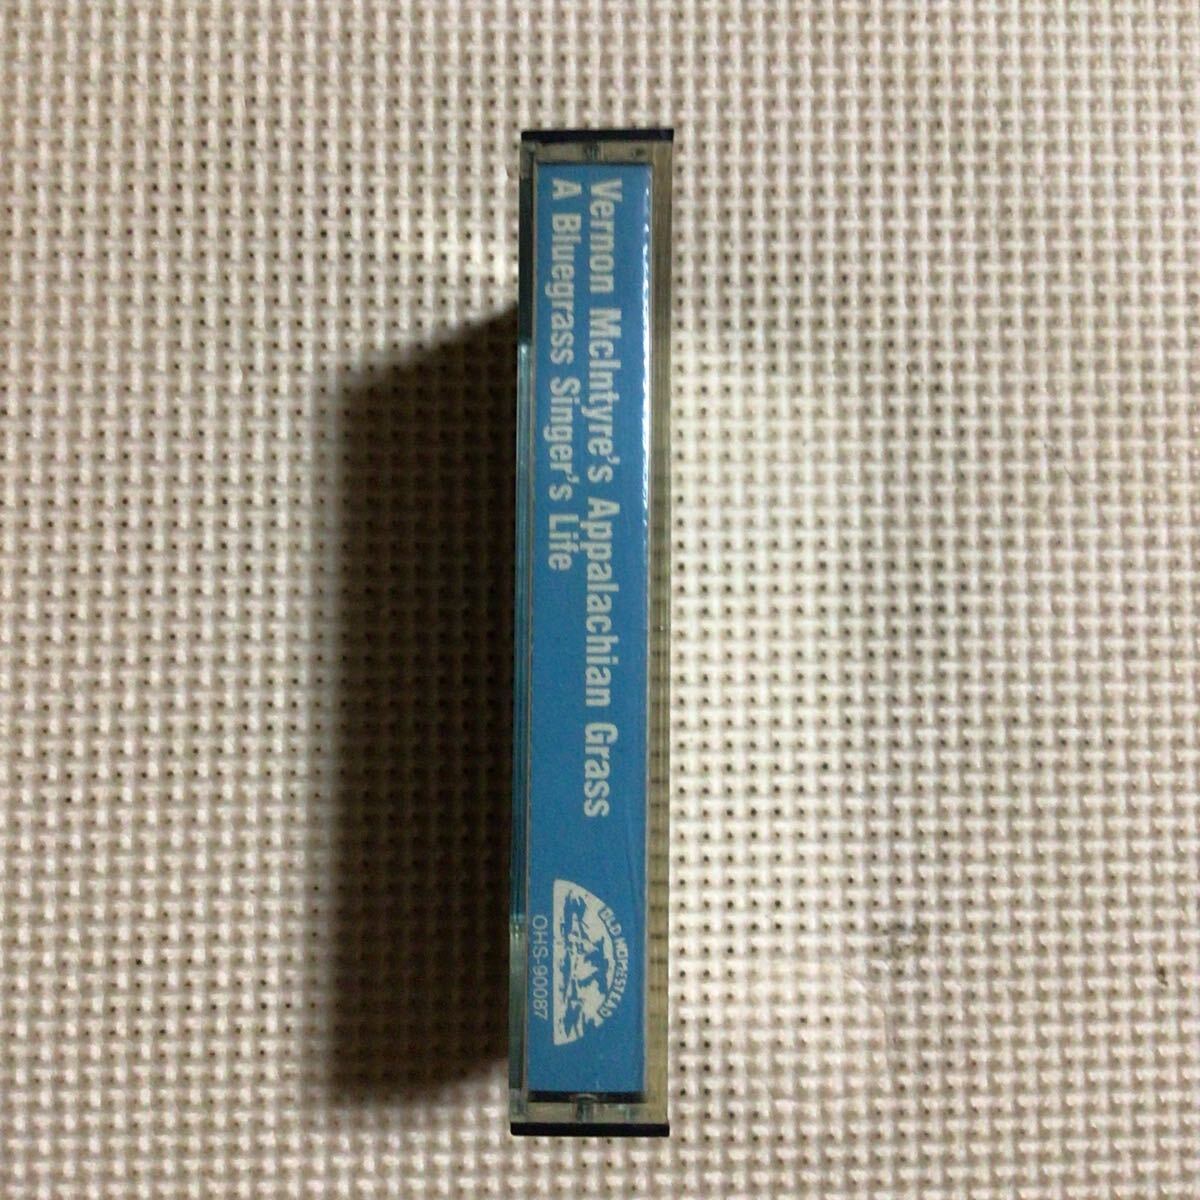 Vernon McIntyre's Appalachian Grass
A Bluegrass Singer's Life
OLD HOMESTEAD
OHS-90087